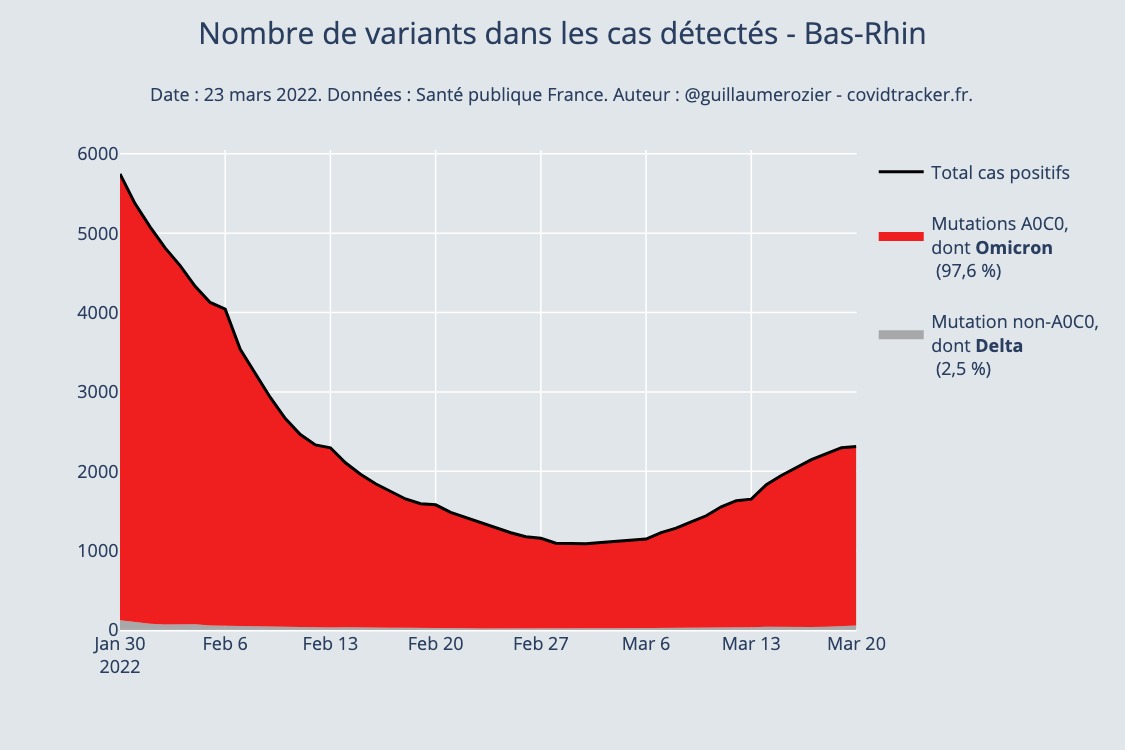 Nombre de variants dans les cas détectés - Bas-Rhin
Date : 23 mars 2022. Données : Santé publique France. Auteur : @guillaumerozier - covidtracker.fr.
6000
5000
4000
3000
2000
1000
0
Jan 30
2022
Feb 6
Feb 13
Feb 20
Feb 27
Mar 6
Mar 13
Mar 20
Total cas positifs
Mutations A0C0,
dont Omicron
(97,6 %)
Mutation non-A0C0,
dont Delta
(2,5 %)